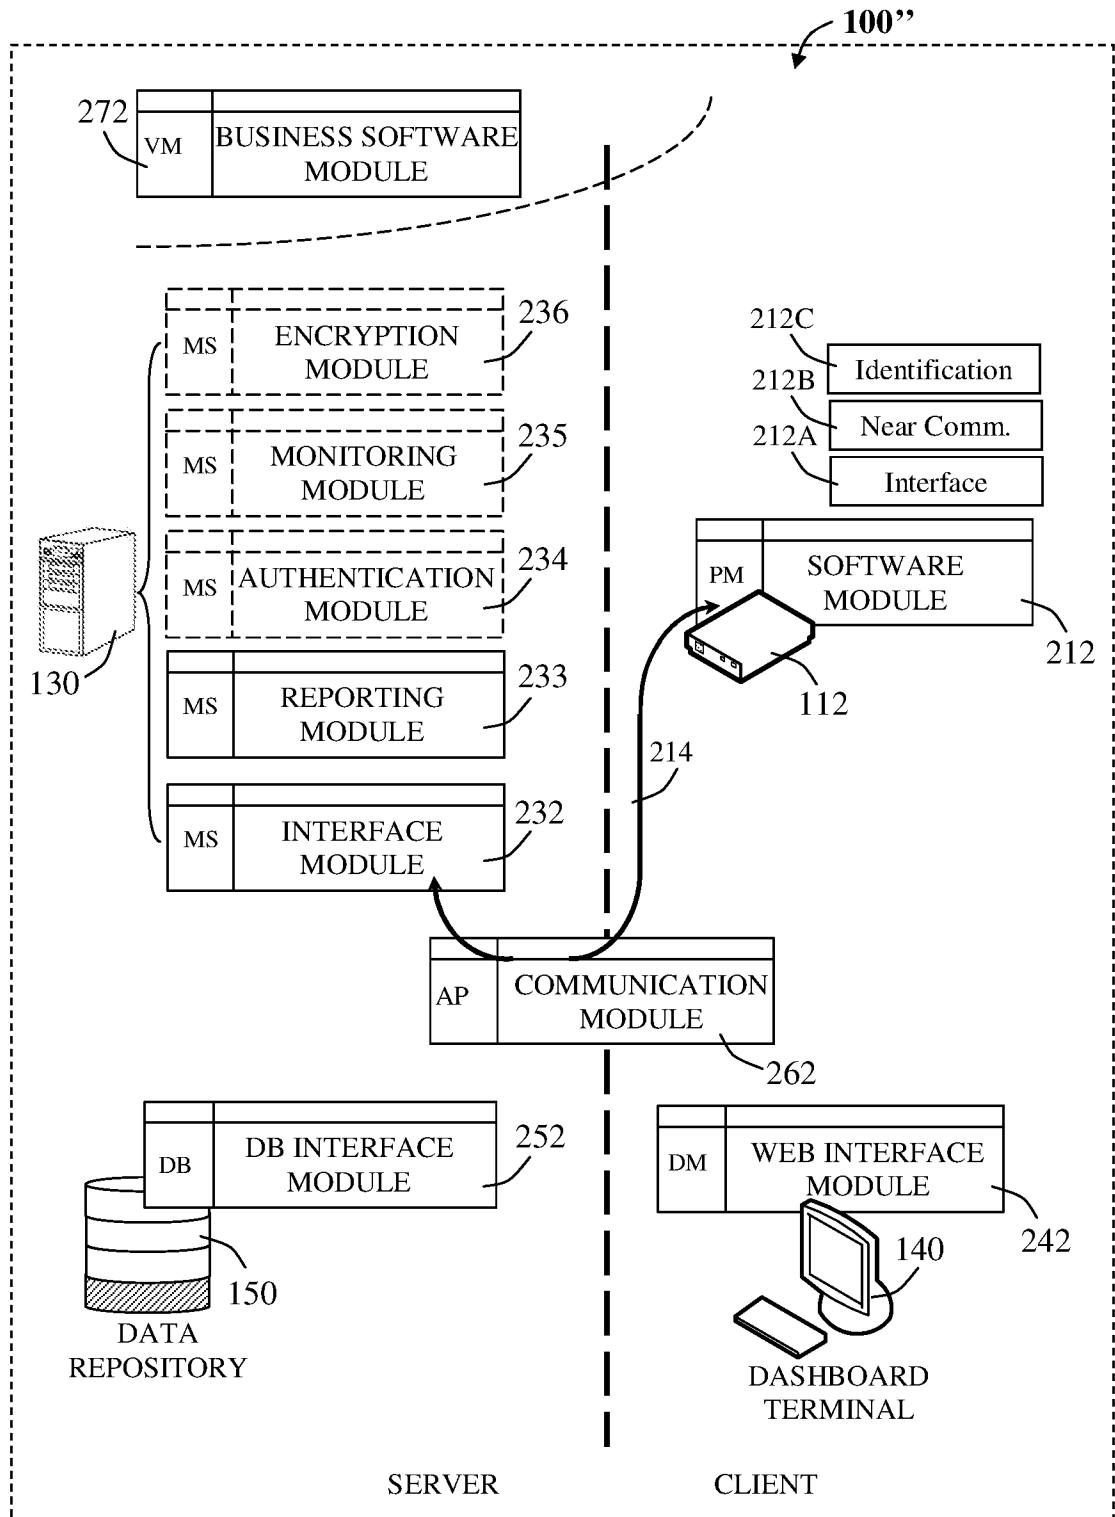 100’’
272
VM
BUSINESS SOFTWARE
MODULE
236
MS
ENCRYPTION
MODULE
212C
Identification
212B
Near Comm.
212A
Interface
235
MS
MONITORING
MODULE
234
MS
AUTHENTICATION
MODULE
PM
SOFTWARE
MODULE
212
130
112
233
MS
REPORTING
MODULE
214
232
MS
INTERFACE
MODULE
AP
COMMUNICATION
MODULE
262
252
DB
DB INTERFACE
MODULE
DM
WEB INTERFACE
MODULE
242
150
140
DATA
REPOSITORY
DASHBOARD
TERMINAL
SERVER
CLIENT